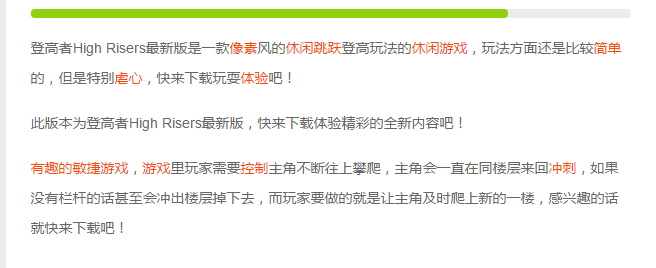 登高者High Risers最新版是一款像素风的休闲跳跃登高玩法的休闲游戏，玩法方面还是比较简单
的，但是特别虐心，快来下载玩耍体验吧！
此版本为登高者High Risers最新版，快来下载体验精彩的全新内容吧！
有趣的敏捷游戏，游戏里玩家需要控制主角不断往上攀爬，主角会一直在同楼层来回冲刺，如果
没有栏杆的话甚至会冲出楼层掉下去，而玩家要做的就是让主角及时爬上新的一楼，感兴趣的话
就快来下载吧！